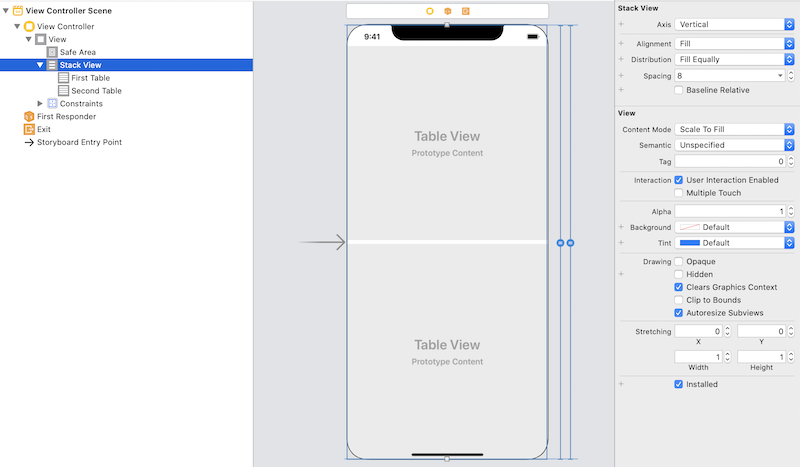 View Controller Scene
View Controller
View
Safe Area
Stack View
First Table
Second Table
Constraints
First Responder
Exit
Storyboard Entry Point
9:41
Table View
Prototype Content
Table View
Prototype Content
Stack View
Axis Vertical
Alignment Fill
Distribution Fill Equally
Spacing 8
Baseline Relative
View
Content Mode Scale To Fill
Semantic Unspecified
Tag 0
Interaction User Interaction Enabled
Multiple Touch
Alpha 1
Background Default
Tint Default
Drawing Opaque
Hidden
Clears Graphics Context
Clip to Bounds
Autoresize Subviews
Stretching 0 0
X Y
1 1
Width Height
Installed